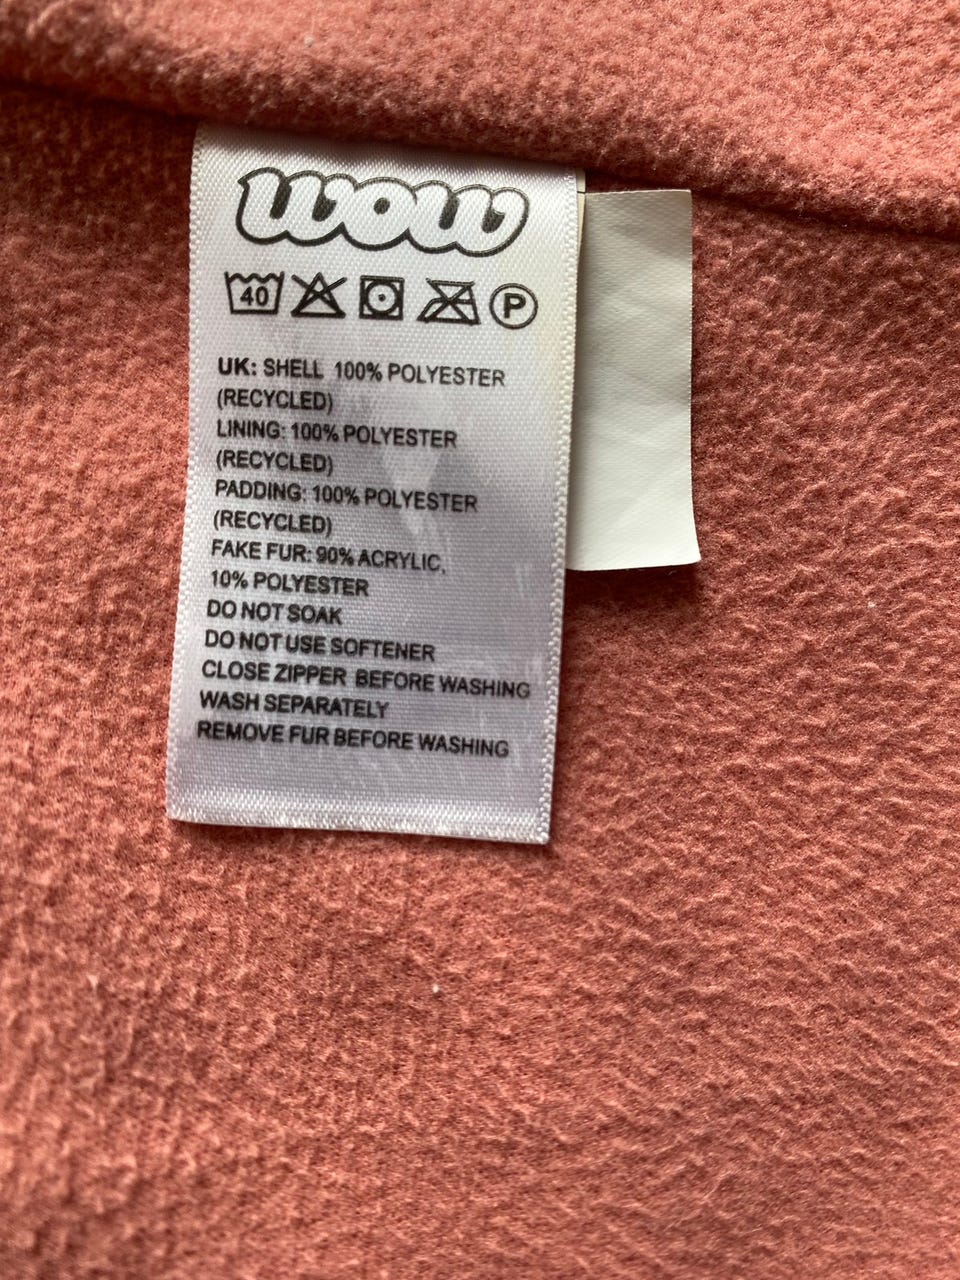 wow
40 P
UK: SHELL 100% POLYESTER
(RECYCLED)
LINING: 100% POLYESTER
(RECYCLED)
PADDING: 100% POLYESTER
(RECYCLED)
FAKE FUR: 90% ACRYLIC,
10% POLYESTER
DO NOT SOAK
DO NOT USE SOFTENER
CLOSE ZIPPER BEFORE WASHING
WASH SEPARATELY
REMOVE FUR BEFORE WASHING